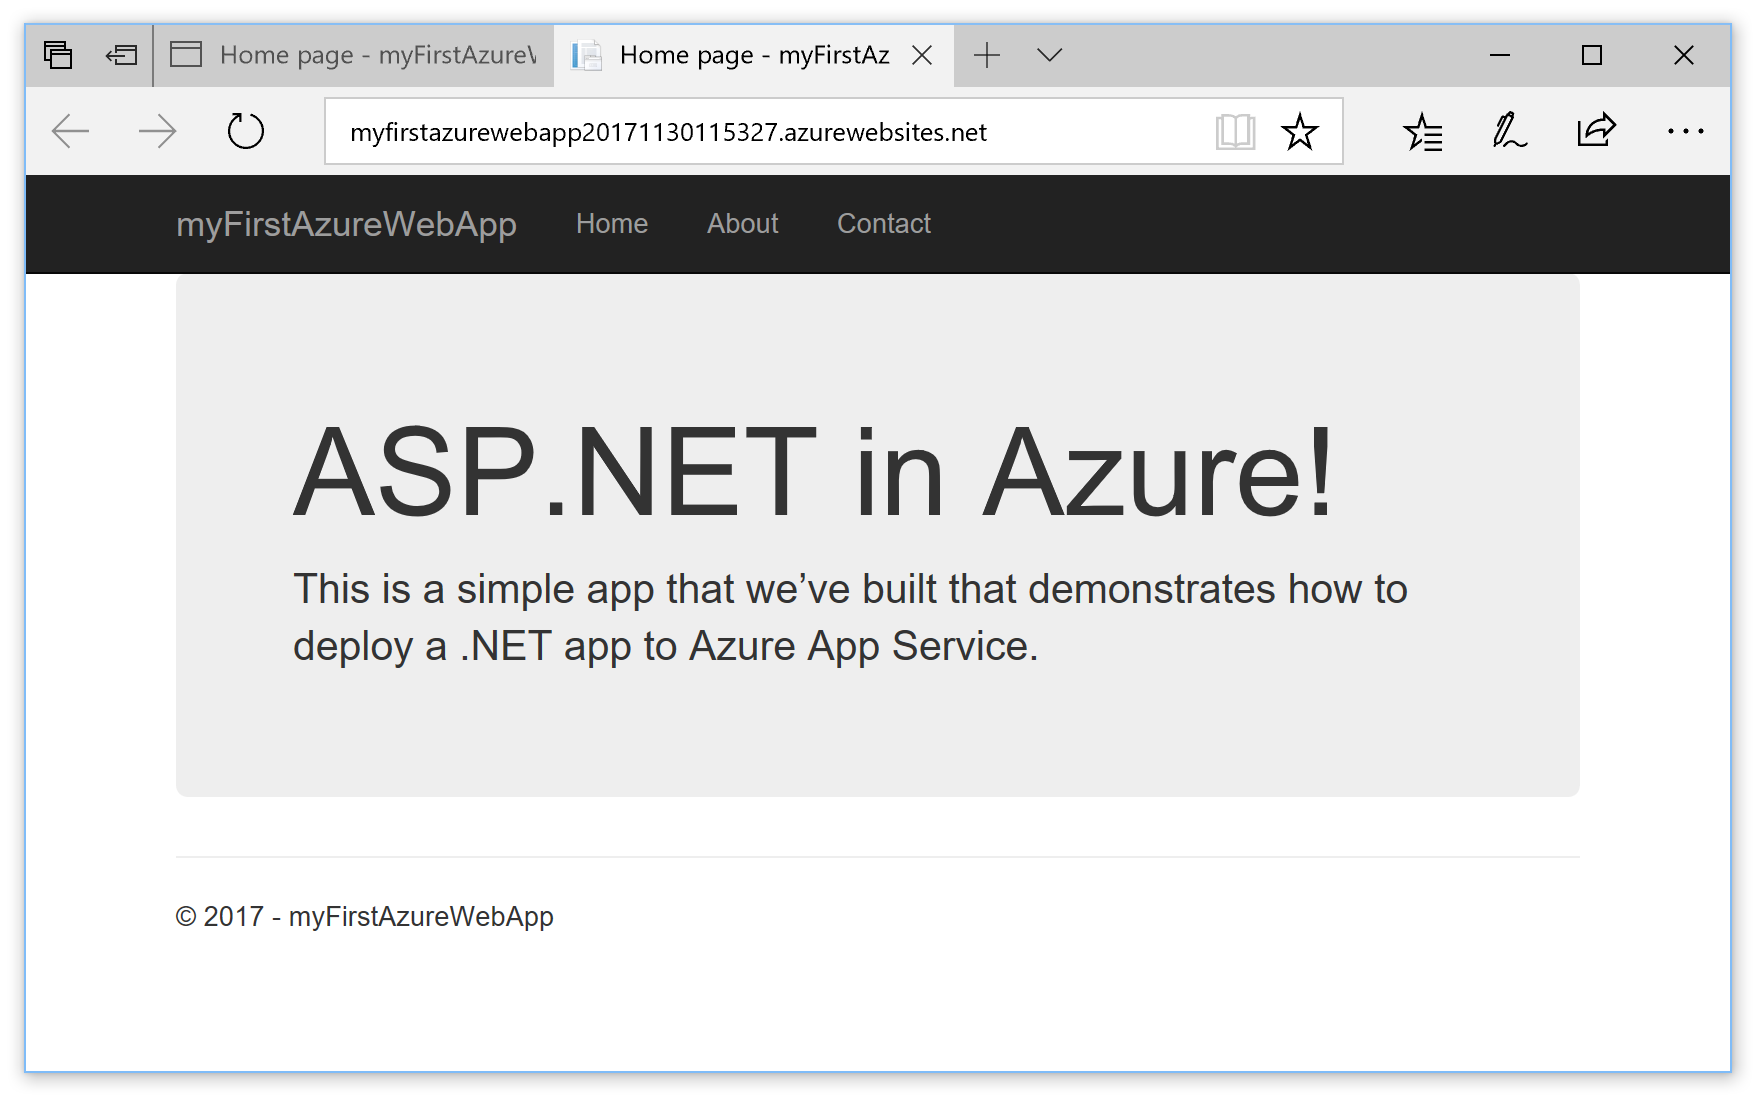 Home page - myFirstAzure
Home page - myFirstAz
myfirstazurewebapp20171130115327.azurewebsites.net
myFirstAzureWebApp Home About Contact
ASP.NET in Azure!
This is a simple app that we’ve built that demonstrates how to
deploy a .NET app to Azure App Service.
© 2017 - myFirstAzureWebApp